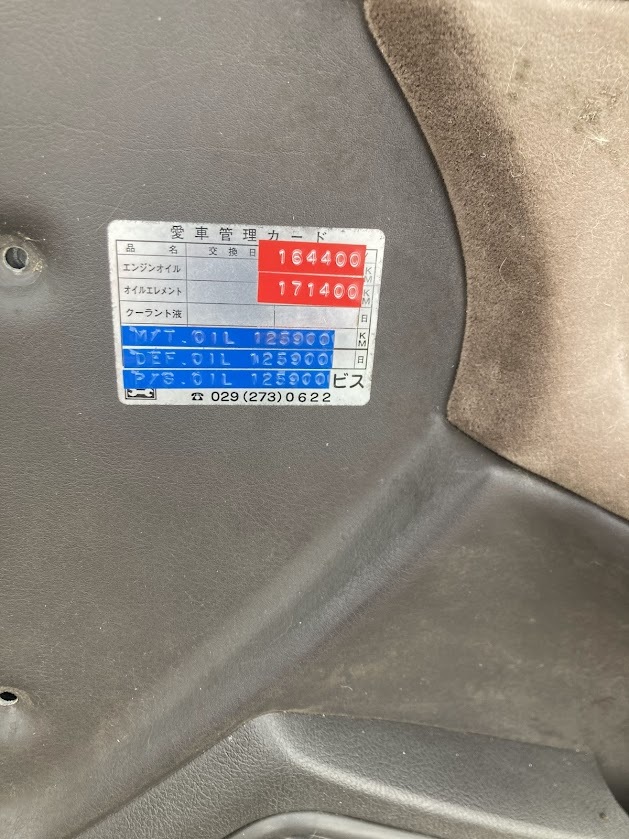 愛車管理カード
品名 交換日
エンジンオイル 164400 KM
オイルエレメント 171400 KM
クーラント液 日
M/T.OIL 125900 KM
DEF.OIL 125900 日
P/S.OIL 125900 ビス
☎ 029(273)0622